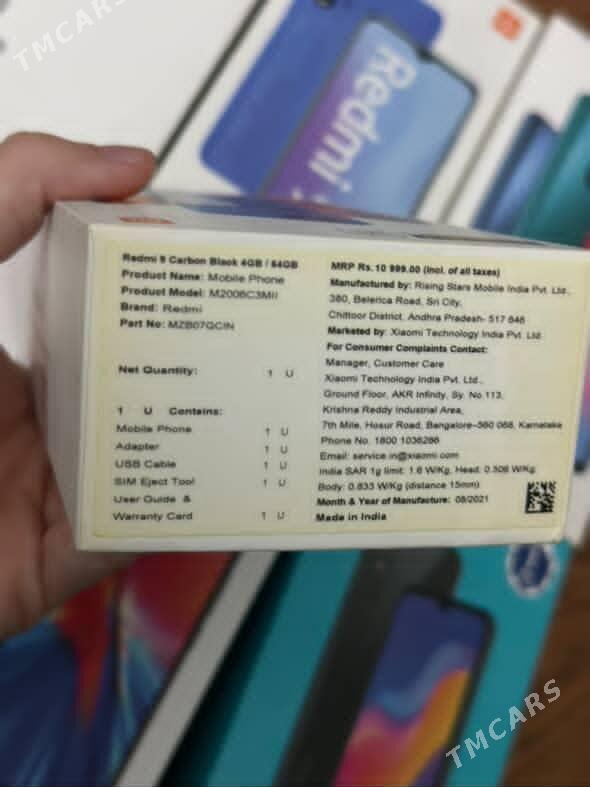 TMCARS
Redmi
Redmi 9 Carbon Black 4GB / 64GB
Product Name: Mobile Phone
Product Model: M2006C3MII
Brand: Redmi
Part No: MZB07QCIN
Net Quantity: 1 U
1 U Contains:
Mobile Phone 1 U
Adapter 1 U
USB Cable 1 U
SIM Eject Tool 1 U
User Guide &
Warranty Card 1 U
MRP Rs.10 999.00 (Incl. of all taxes)
Manufactured by: Rising Stars Mobile India Pvt. Ltd.,
380, Belerica Road, Sri City,
Chittoor District, Andhra Pradesh- 517 646
Marketed by: Xiaomi Technology India Pvt. Ltd.
For Consumer Complaints Contact:
Manager, Customer Care
Xiaomi Technology India Pvt. Ltd.,
Ground Floor, AKR Infinity, Sy. No 113,
Krishna Reddy Industrial Area,
7th Mile, Hosur Road, Bangalore-560 068, Karnataka
Phone No. 1800 1036286
Email: service.in@xiaomi.com
India SAR 1g limit: 1.6 W/Kg, Head: 0.506 W/Kg
Body: 0.833 W/Kg (distance 15mm)
Month & Year of Manufacture: 08/2021
Made in India
TMCARS